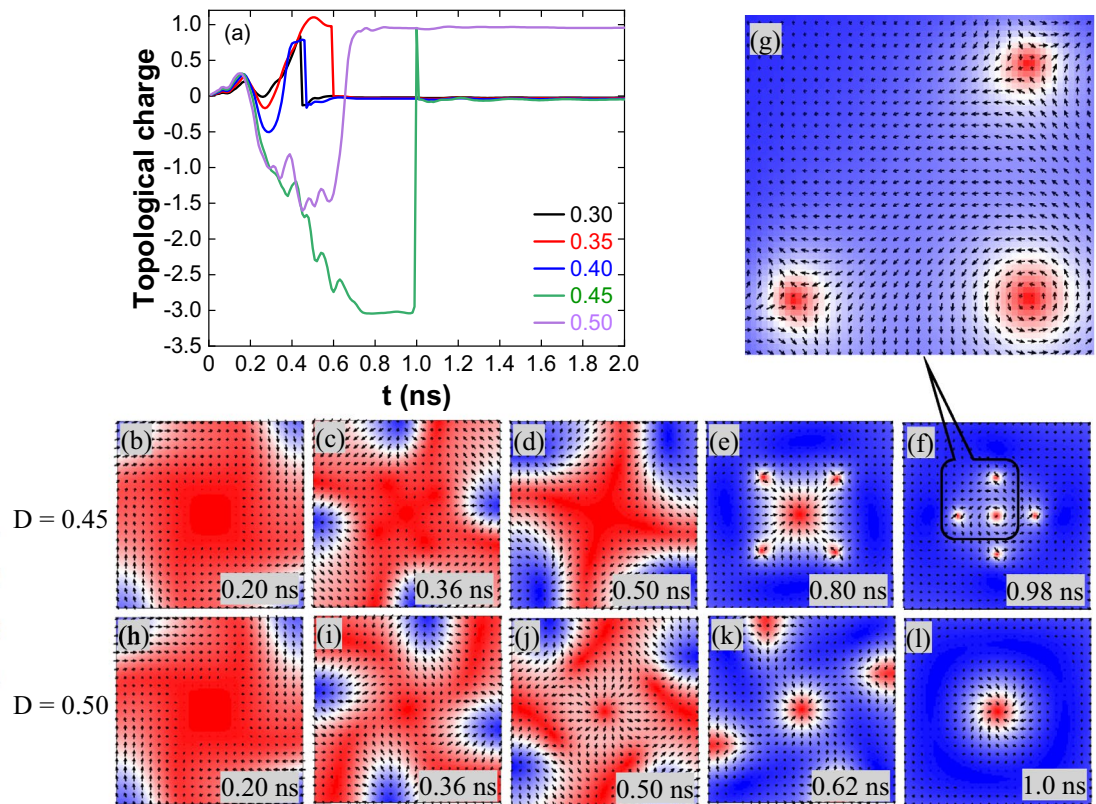 (a)
Topological charge
1.0
0.5
0
-0.5
-1.0
-1.5
-2.0
-2.5
-3.0
-3.5
0.30
0.35
0.40
0.45
0.50
0 0.2 0.4 0.6 0.8 1.0 1.2 1.4 1.6 1.8 2.0
t (ns)
(g)
D = 0.45
(b) (c) (d) (e) (f)
0.20 ns 0.36 ns 0.50 ns 0.80 ns 0.98 ns
D = 0.50
(h) (i) (j) (k) (l)
0.20 ns 0.36 ns 0.50 ns 0.62 ns 1.0 ns